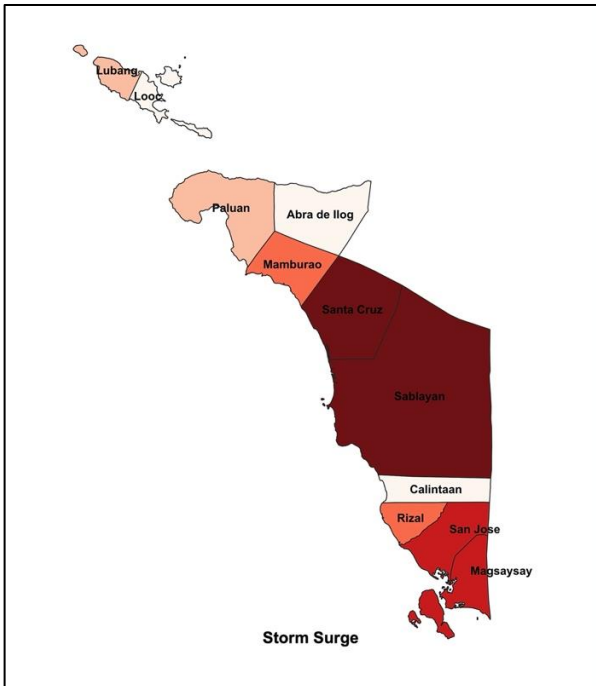 Lubang
Looc
Paluan
Abra de Ilog
Mamburao
Santa Cruz
Sablayan
Calintaan
Rizal
San Jose
Magsaysay
Storm Surge